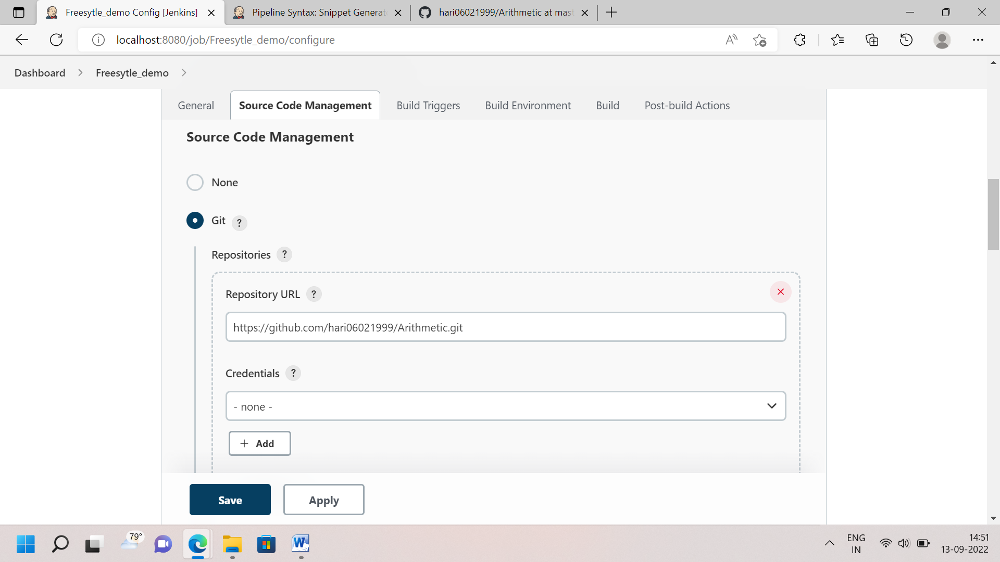 Freesytle_demo Config [Jenkins]
Pipeline Syntax: Snippet Generat
hari06021999/Arithmetic at mast
localhost:8080/job/Freesytle_demo/configure
Dashboard
Freesytle_demo
General
Source Code Management
Build Triggers
Build Environment
Build
Post-build Actions
Source Code Management
None
Git ?
Repositories ?
Repository URL ?
https://github.com/hari06021999/Arithmetic.git
Credentials ?
- none -
+ Add
Save
Apply
79°
ENG
IN
14:51
13-09-2022